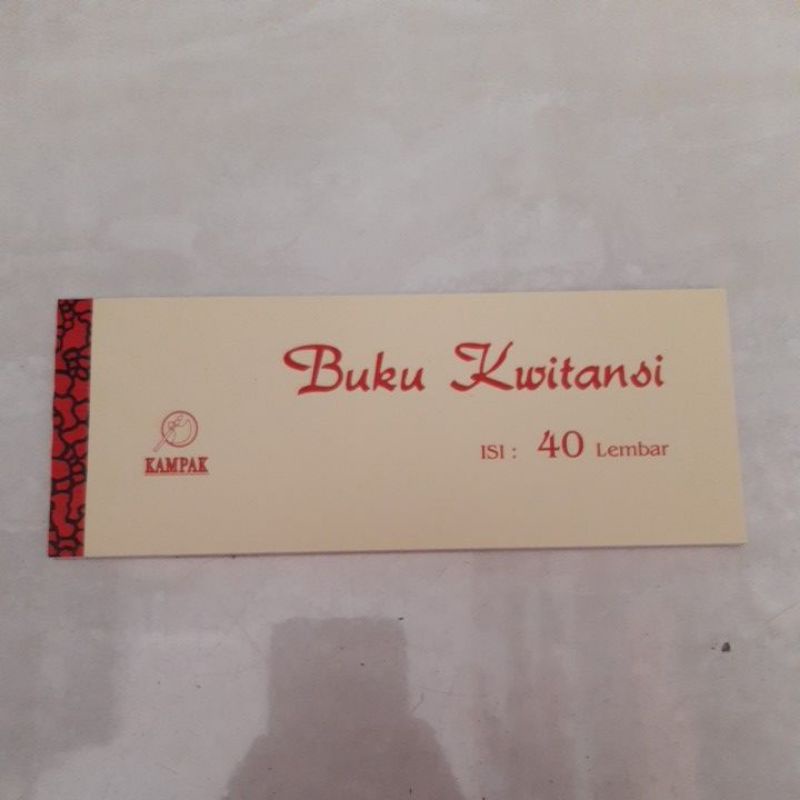 Buku Kwitansi
ISI : 40 Lembar
KAMPAK